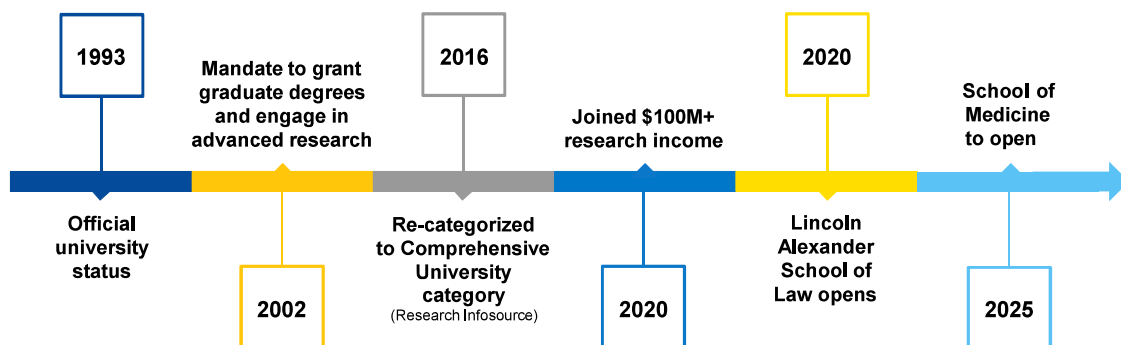 1993
Official
university
status
Mandate to grant
graduate degrees
and engage in
advanced research
2002
2016
Re-categorized
to Comprehensive
University
category
(Research Infosource)
Joined $100M+
research income
2020
2020
Lincoln
Alexander
School of
Law opens
School of
Medicine
to open
2025